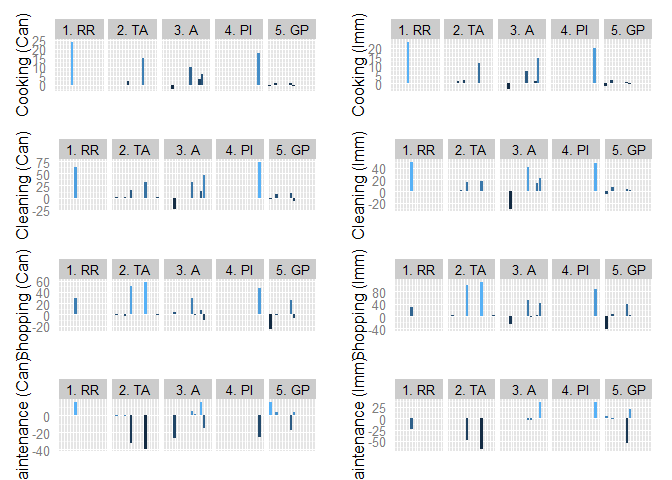 1. RR 2. TA 3. A 4. PI 5. GP
Cooking (Can)
25
20
15
10
5
0
1. RR 2. TA 3. A 4. PI 5. GP
Cooking (Imm)
20
15
10
5
0
1. RR 2. TA 3. A 4. PI 5. GP
Cleaning (Can)
75
50
25
0
-25
1. RR 2. TA 3. A 4. PI 5. GP
Cleaning (Imm)
40
20
0
-20
1. RR 2. TA 3. A 4. PI 5. GP
Shopping (Can)
60
40
20
0
-20
1. RR 2. TA 3. A 4. PI 5. GP
Shopping (Imm)
80
40
0
-40
1. RR 2. TA 3. A 4. PI 5. GP
aintenance (Can)
0
-20
-40
1. RR 2. TA 3. A 4. PI 5. GP
aintenance (Imm)
25
0
-25
-50